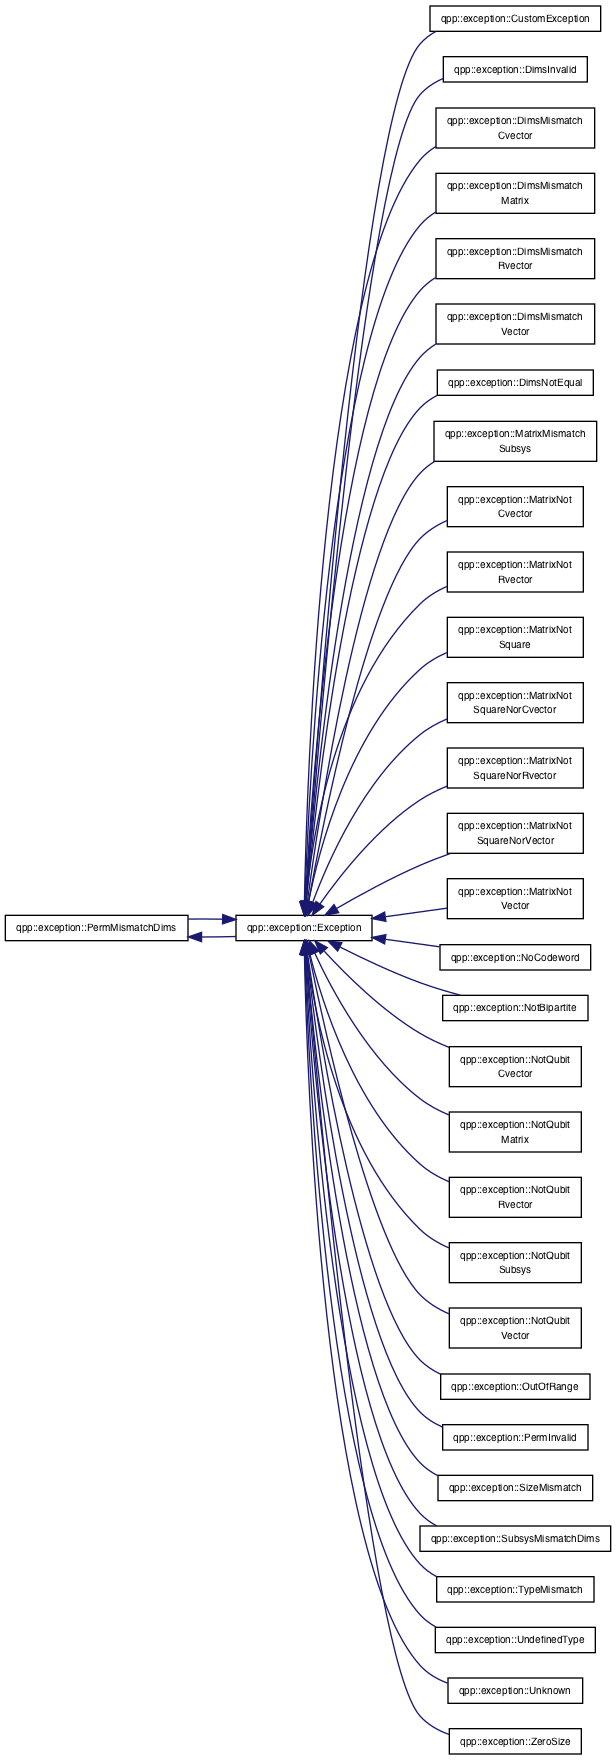 qpp::exception::CustomException
qpp::exception::DimsInvalid
qpp::exception::DimsMismatch
Cvector
qpp::exception::DimsMismatch
Matrix
qpp::exception::DimsMismatch
Rvector
qpp::exception::DimsMismatch
Vector
qpp::exception::DimsNotEqual
qpp::exception::MatrixMismatch
Subsys
qpp::exception::MatrixNot
Cvector
qpp::exception::MatrixNot
Rvector
qpp::exception::MatrixNot
Square
qpp::exception::MatrixNot
SquareNorCvector
qpp::exception::MatrixNot
SquareNorRvector
qpp::exception::MatrixNot
SquareNorVector
qpp::exception::MatrixNot
Vector
qpp::exception::PermMismatchDims
qpp::exception::Exception
qpp::exception::NoCodeword
qpp::exception::NotBipartite
qpp::exception::NotQubit
Cvector
qpp::exception::NotQubit
Matrix
qpp::exception::NotQubit
Rvector
qpp::exception::NotQubit
Subsys
qpp::exception::NotQubit
Vector
qpp::exception::OutOfRange
qpp::exception::PermInvalid
qpp::exception::SizeMismatch
qpp::exception::SubsysMismatchDims
qpp::exception::TypeMismatch
qpp::exception::UndefinedType
qpp::exception::Unknown
qpp::exception::ZeroSize